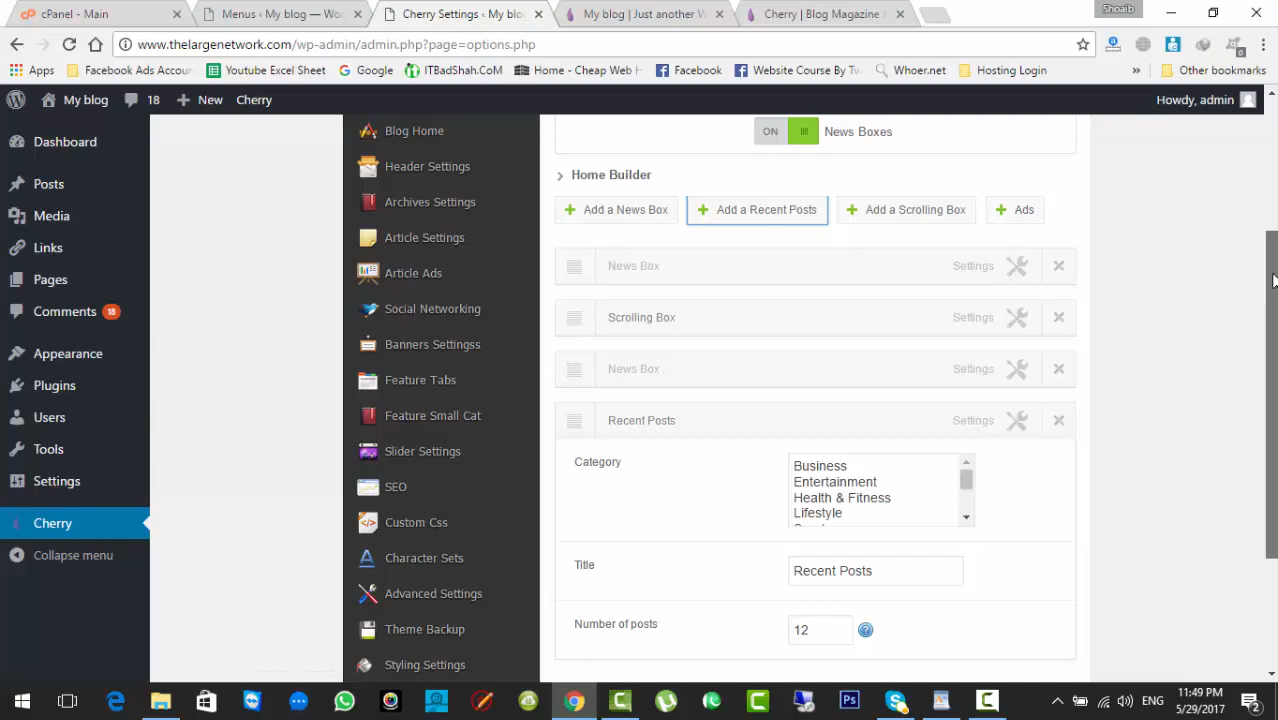 cPanel - Main
Menus ‹ My blog — Woo
Cherry Settings ‹ My blo
My blog | Just another V
Cherry | Blog Magazine
Shoaib
www.thelargenetwork.com/wp-admin/admin.php?page=options.php
0
Apps
Facebook Ads Accoun
Youtube Excel Sheet
Google
ITBadShah.CoM
Home - Cheap Web H
Facebook
Website Course By Tw
Whoer.net
Hosting Login
Other bookmarks
My blog
18
New
Cherry
Howdy, admin
Dashboard
Posts
Media
Links
Pages
Comments 18
Appearance
Plugins
Users
Tools
Settings
Cherry
Collapse menu
Blog Home
Header Settings
Archives Settings
Article Settings
Article Ads
Social Networking
Banners Settingss
Feature Tabs
Feature Small Cat
Slider Settings
SEO
Custom Css
Character Sets
Advanced Settings
Theme Backup
Styling Settings
ON
News Boxes
Home Builder
Add a News Box
Add a Recent Posts
Add a Scrolling Box
Ads
News Box
Settings
Scrolling Box
Settings
News Box
Settings
Recent Posts
Settings
Category
Business
Entertainment
Health & Fitness
Lifestyle
Title
Recent Posts
Number of posts
12
ENG
11:49 PM
5/29/2017
2